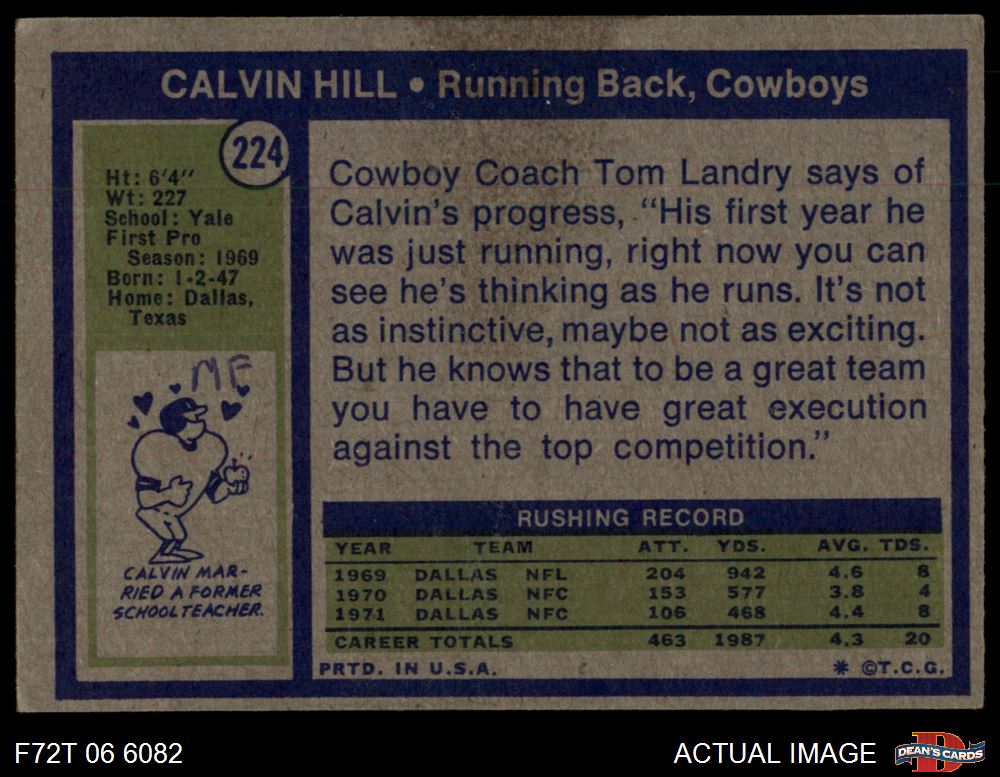 CALVIN HILL • Running Back, Cowboys
224
Ht: 6'4"
Wt: 227
School: Yale
First Pro
Season: 1969
Born: 1-2-47
Home: Dallas,
Texas
ME
CALVIN MAR-
RIED A FORMER
SCHOOL TEACHER.
Cowboy Coach Tom Landry says of
Calvin's progress, "His first year he
was just running, right now you can
see he's thinking as he runs. It's not
as instinctive, maybe not as exciting.
But he knows that to be a great team
you have to have great execution
against the top competition."
RUSHING RECORD
YEAR TEAM ATT. YDS. AVG. TDS.
1969 DALLAS NFL 204 942 4.6 8
1970 DALLAS NFC 153 577 3.8 4
1971 DALLAS NFC 106 468 4.4 8
CAREER TOTALS 463 1987 4.3 20
PRTD. IN U.S.A. * ©T.C.G.
F72T 06 6082
ACTUAL IMAGE
D
DEAN'S CARDS